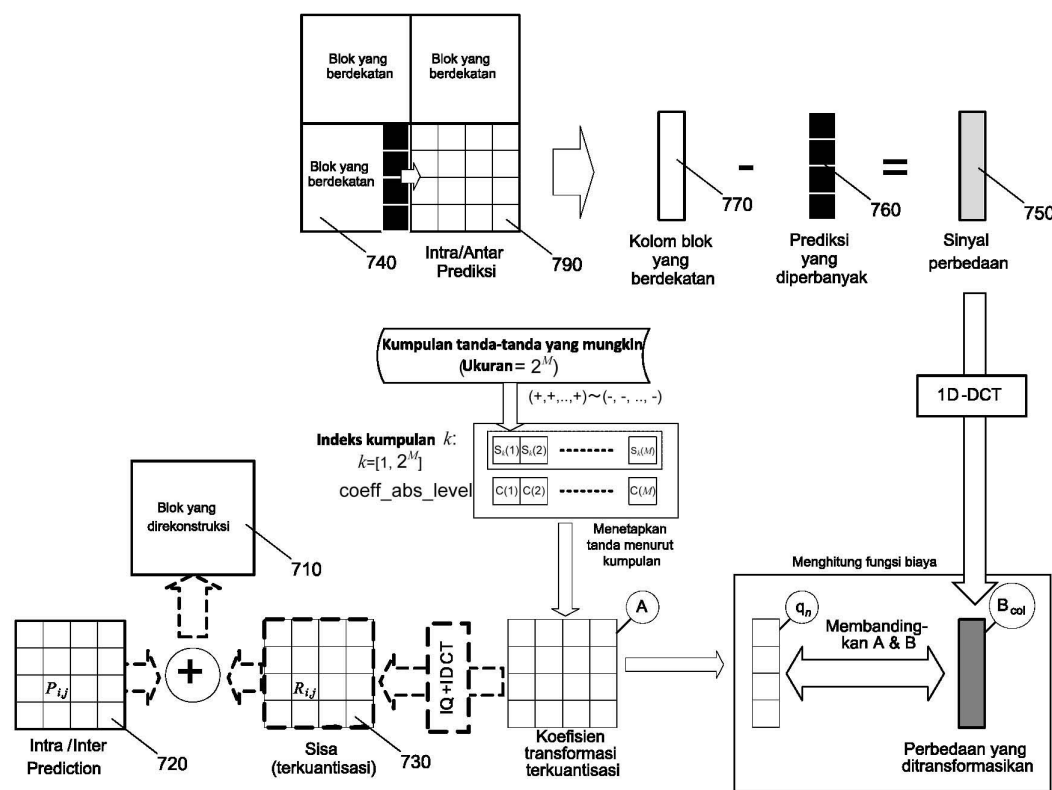 Blok yang
berdekatan
Blok yang
berdekatan
Blok yang
berdekatan
740
Intra/Antar
Prediksi
790
770
-
760
=
750
Kolom blok
yang
berdekatan
Prediksi
yang
diperbanyak
Sinyal
perbedaan
1D-DCT
Kumpulan tanda-tanda yang mungkin
(Ukuran = 2^M)
(+,+,..,+)~(-, -, .., -)
Indeks kumpulan k:
k=[1, 2^M]
S_k(1) S_k(2) S_k(M)
coeff_abs_level
C(1) C(2) C(M)
Menetapkan
tanda menurut
kumpulan
Blok yang
direkonstruksi
710
P_{i,j}
Intra /Inter
Prediction
720
+
R_{i,j}
Sisa
(terkuantisasi)
730
IQ+IDCT
A
Koefisien
transformasi
terkuantisasi
Menghitung fungsi biaya
q_n
Membanding-
kan A & B
B_col
Perbedaan yang
ditransformasikan